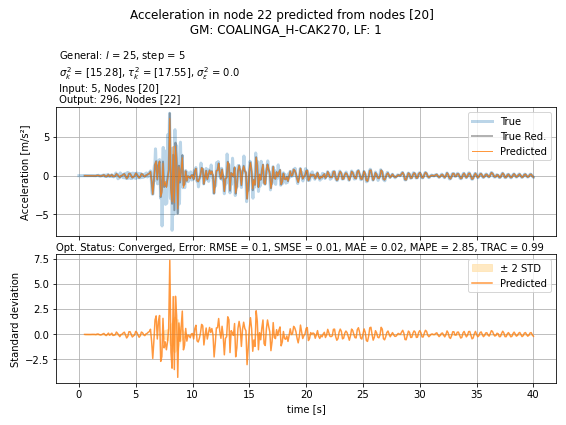 Acceleration in node 22 predicted from nodes [20]
GM: COALINGA_H-CAK270, LF: 1
General: l = 25, step = 5
σ²ₖ = [15.28], τ²ₖ = [17.55], σ²ε = 0.0
Input: 5, Nodes [20]
Output: 296, Nodes [22]
Acceleration [m/s²]
5
0
−5
True
True Red.
Predicted
Opt. Status: Converged, Error: RMSE = 0.1, SMSE = 0.01, MAE = 0.02, MAPE = 2.85, TRAC = 0.99
Standard deviation
7.5
5.0
2.5
0.0
−2.5
± 2 STD
Predicted
0 5 10 15 20 25 30 35 40
time [s]